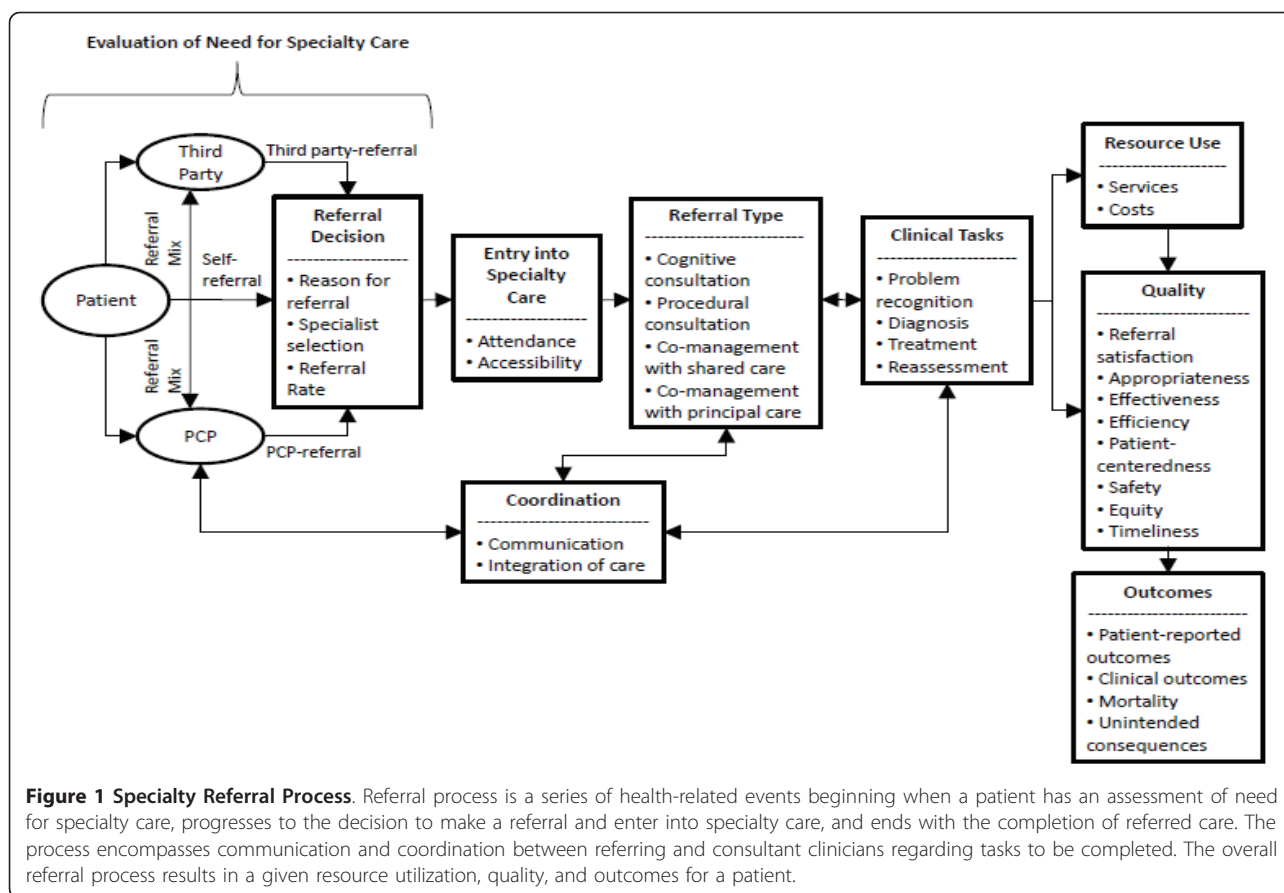 Evaluation of Need for Specialty Care
Third
Party
Third party-referral
Referral
Mix
Self-
referral
Patient
Referral
Mix
PCP
PCP-referral
Referral
Decision
---------------------
• Reason for
referral
• Specialist
selection
• Referral
Rate
Entry into
Specialty
Care
---------------------
• Attendance
• Accessibility
Referral Type
---------------------
• Cognitive
consultation
• Procedural
consultation
• Co-management
with shared care
• Co-management
with principal care
Clinical Tasks
---------------------
• Problem
recognition
• Diagnosis
• Treatment
• Reassessment
Coordination
---------------------
• Communication
• Integration of care
Resource Use
---------------------
• Services
• Costs
Quality
---------------------
• Referral
satisfaction
• Appropriateness
• Effectiveness
• Efficiency
• Patient-
centeredness
• Safety
• Equity
• Timeliness
Outcomes
---------------------
• Patient-reported
outcomes
• Clinical outcomes
• Mortality
• Unintended
consequences
Figure 1 Specialty Referral Process. Referral process is a series of health-related events beginning when a patient has an assessment of need
for specialty care, progresses to the decision to make a referral and enter into specialty care, and ends with the completion of referred care. The
process encompasses communication and coordination between referring and consultant clinicians regarding tasks to be completed. The overall
referral process results in a given resource utilization, quality, and outcomes for a patient.